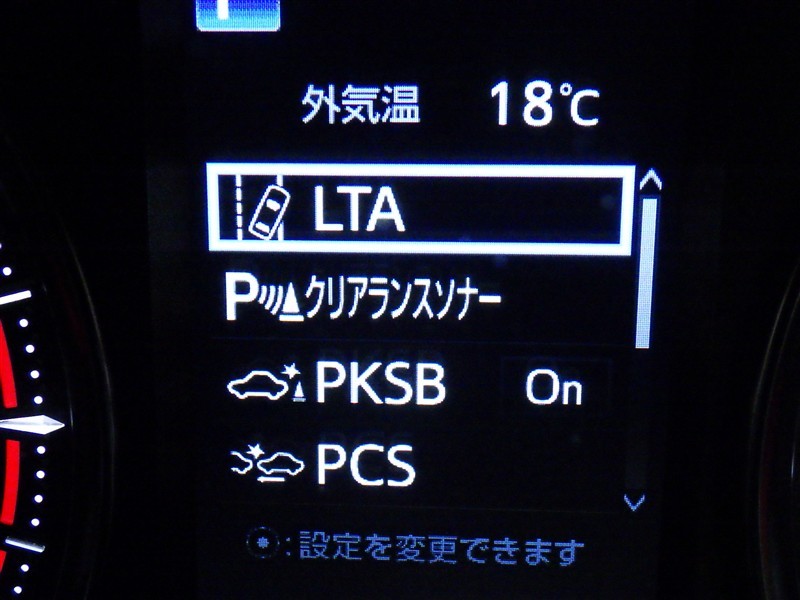 外気温 18℃
LTA
Pクリアランスソナー
PKSB On
PCS
:設定を変更できます